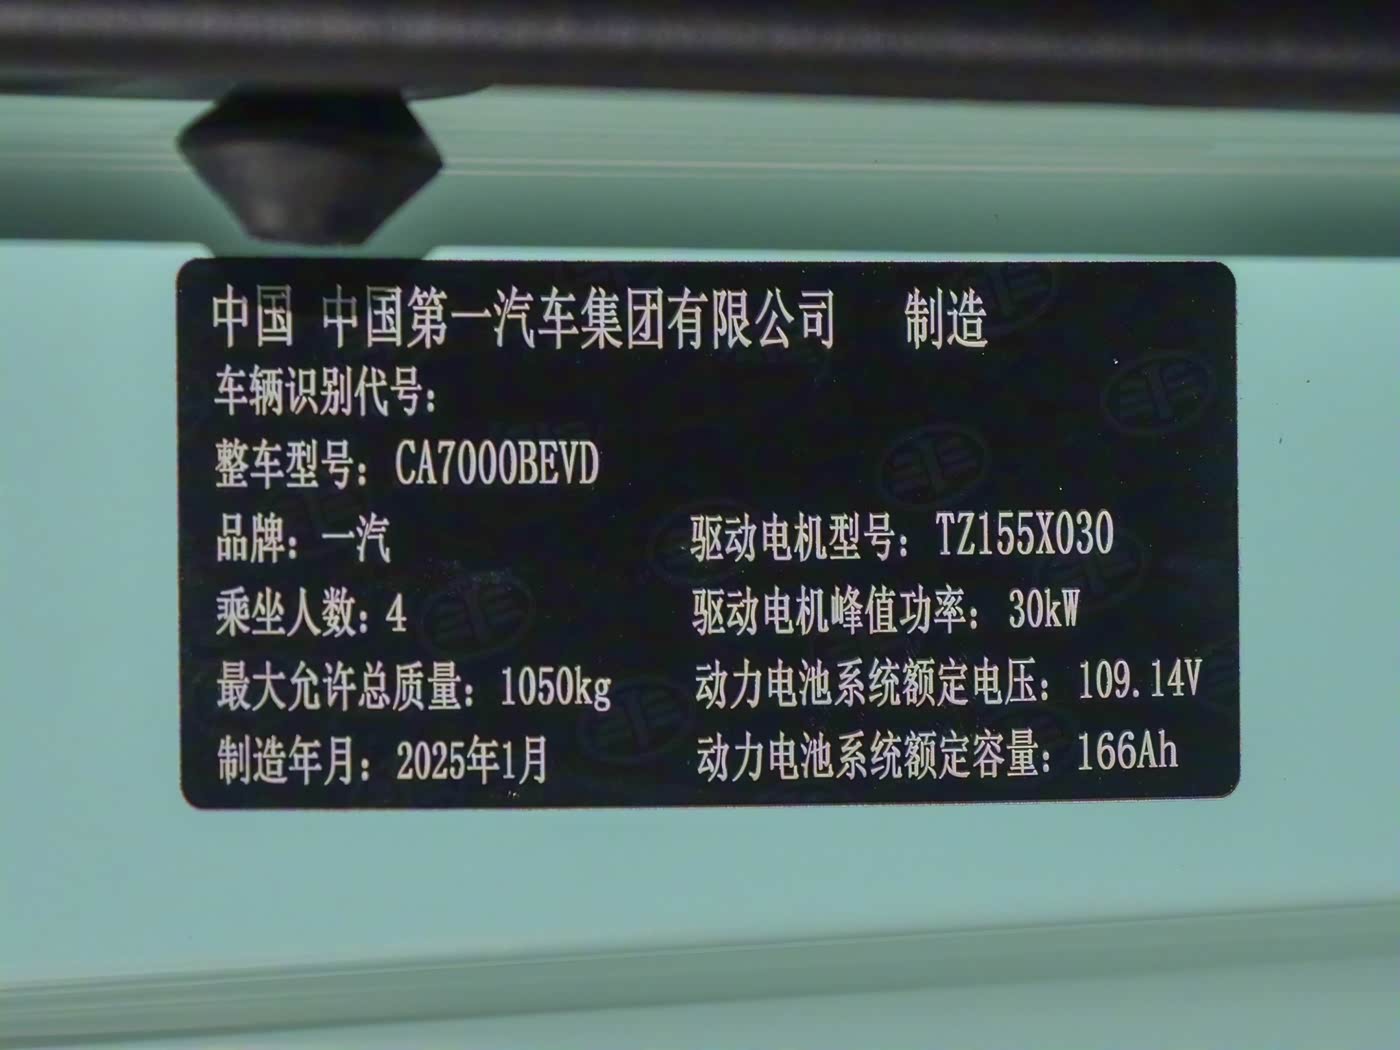 中国 中国第一汽车集团有限公司 制造
车辆识别代号:
整车型号: CA7000BEVD
品牌: 一汽 驱动电机型号: TZ155X030
乘坐人数: 4 驱动电机峰值功率: 30kW
最大允许总质量: 1050kg 动力电池系统额定电压: 109.14V
制造年月: 2025年1月 动力电池系统额定容量: 166Ah